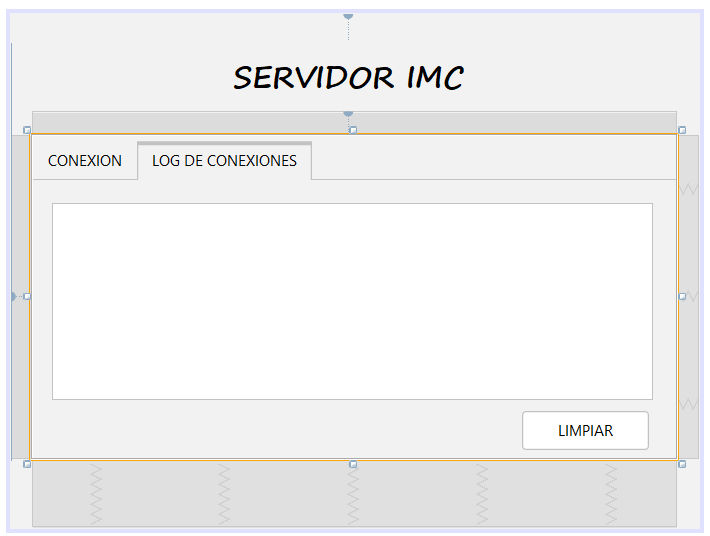 SERVIDOR IMC
CONEXION
LOG DE CONEXIONES
LIMPIAR